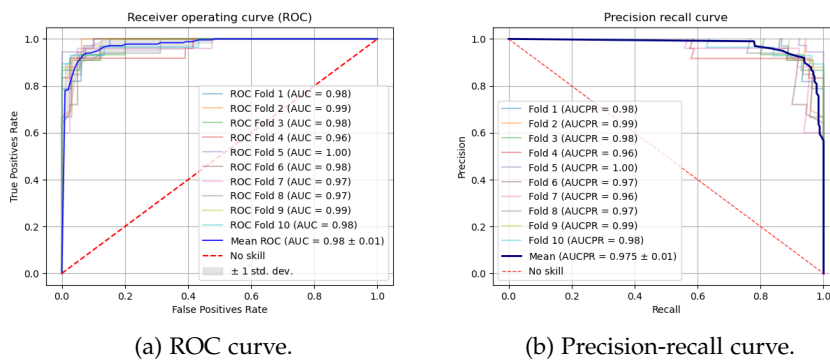 Receiver operating curve (ROC)
True Positives Rate
1.0
0.8
0.6
0.4
0.2
0.0
ROC Fold 1 (AUC = 0.98)
ROC Fold 2 (AUC = 0.99)
ROC Fold 3 (AUC = 0.98)
ROC Fold 4 (AUC = 0.96)
ROC Fold 5 (AUC = 1.00)
ROC Fold 6 (AUC = 0.98)
ROC Fold 7 (AUC = 0.97)
ROC Fold 8 (AUC = 0.97)
ROC Fold 9 (AUC = 0.99)
ROC Fold 10 (AUC = 0.98)
Mean ROC (AUC = 0.98 ± 0.01)
No skill
± 1 std. dev.
0.0 0.2 0.4 0.6 0.8 1.0
False Positives Rate
(a) ROC curve.
Precision recall curve
Precision
1.0
0.8
0.6
0.4
0.2
0.0
Fold 1 (AUCPR = 0.98)
Fold 2 (AUCPR = 0.99)
Fold 3 (AUCPR = 0.98)
Fold 4 (AUCPR = 0.96)
Fold 5 (AUCPR = 1.00)
Fold 6 (AUCPR = 0.97)
Fold 7 (AUCPR = 0.96)
Fold 8 (AUCPR = 0.97)
Fold 9 (AUCPR = 0.99)
Fold 10 (AUCPR = 0.98)
Mean (AUCPR = 0.975 ± 0.01)
No skill
0.0 0.2 0.4 0.6 0.8 1.0
Recall
(b) Precision-recall curve.